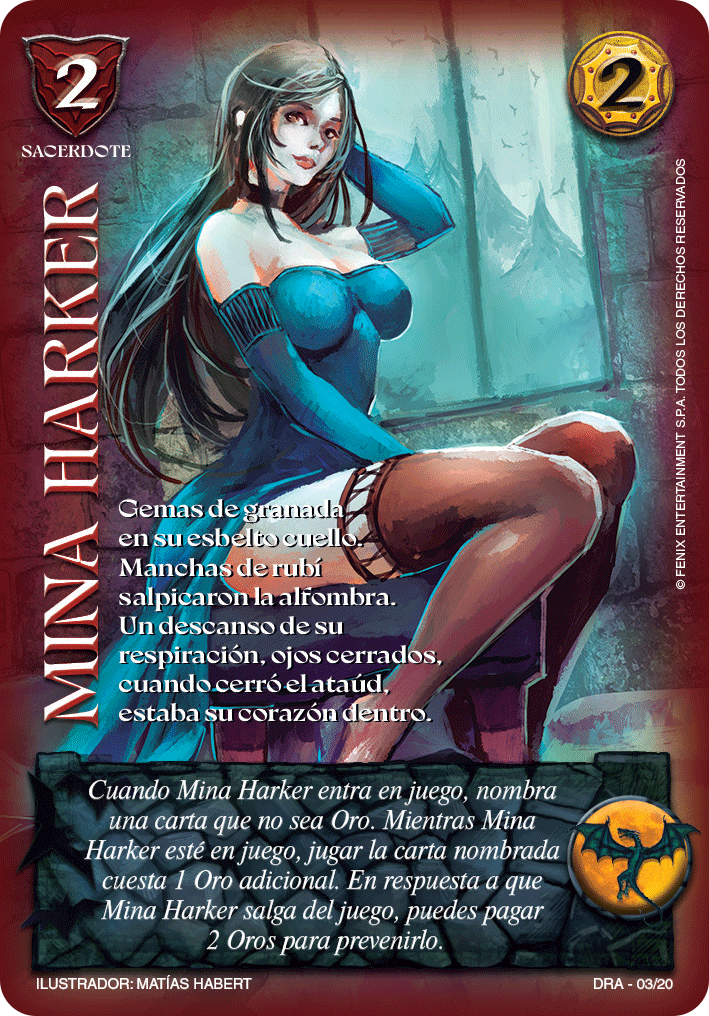 2
SACERDOTE
2
MINA HARKER
© FENIX ENTERTAINMENT S.P.A. TODOS LOS DERECHOS RESERVADOS
Gemas de granada
en su esbelto cuello.
Manchas de rubí
salpicaron la alfombra.
Un descanso de su
respiración, ojos cerrados,
cuando cerró el ataúd,
estaba su corazón dentro.
Cuando Mina Harker entra en juego, nombra
una carta que no sea Oro. Mientras Mina
Harker esté en juego, jugar la carta nombrada
cuesta 1 Oro adicional. En respuesta a que
Mina Harker salga del juego, puedes pagar
2 Oros para prevenirlo.
ILUSTRADOR: MATÍAS HABERT
DRA - 03/20